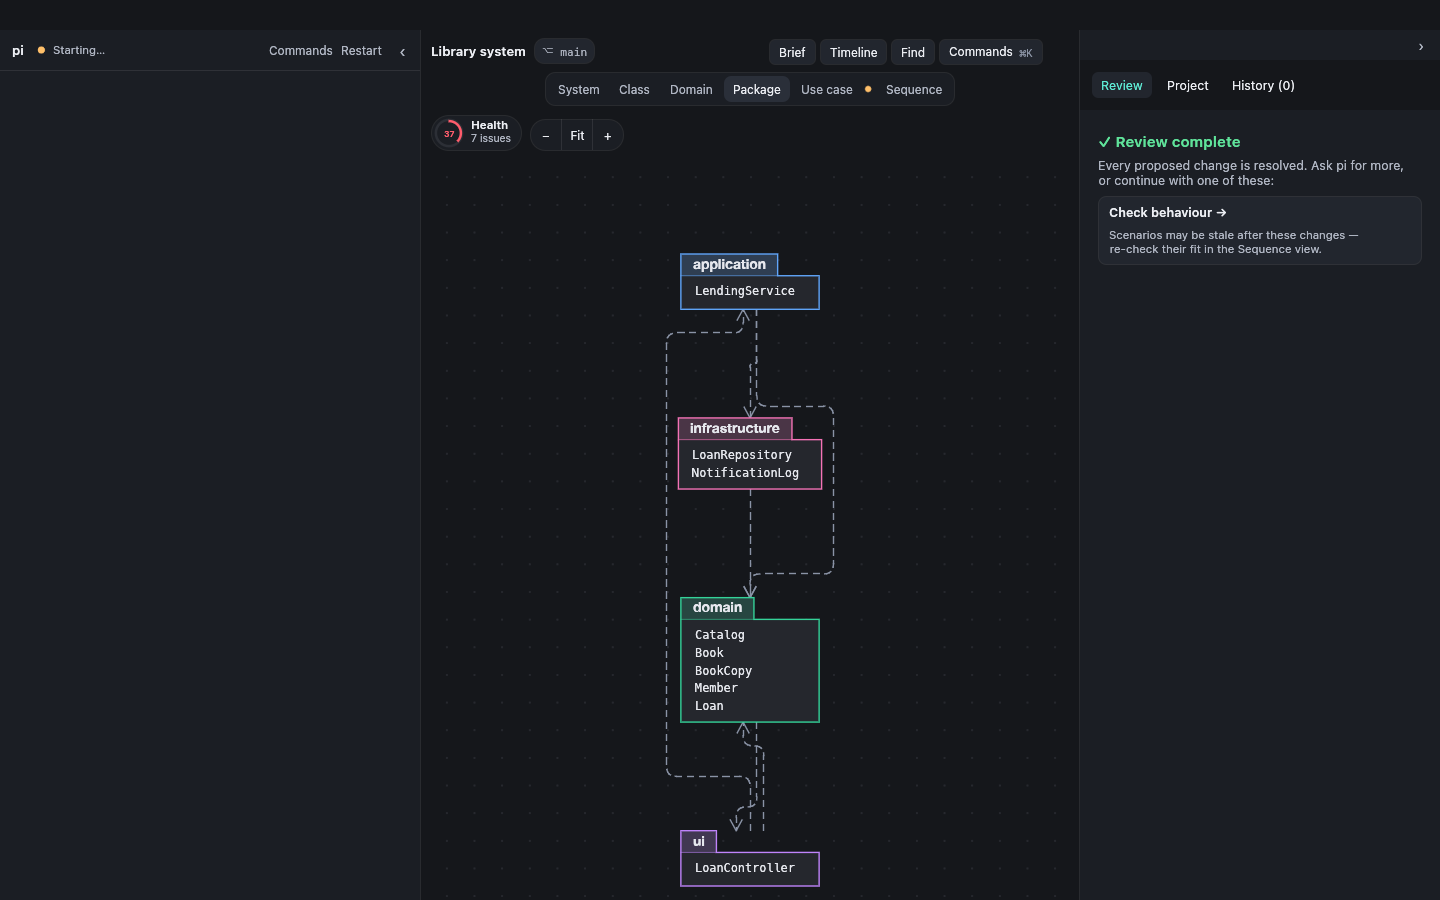 pi
Starting...
Commands
Restart
‹
Library system
main
Brief
Timeline
Find
Commands ⌘K
›
System
Class
Domain
Package
Use case
Sequence
Review
Project
History (0)
37
Health
7 issues
−
Fit
+
✓ Review complete
Every proposed change is resolved. Ask pi for more,
or continue with one of these:
Check behaviour →
Scenarios may be stale after these changes —
re-check their fit in the Sequence view.
application
LendingService
infrastructure
LoanRepository
NotificationLog
domain
Catalog
Book
BookCopy
Member
Loan
ui
LoanController